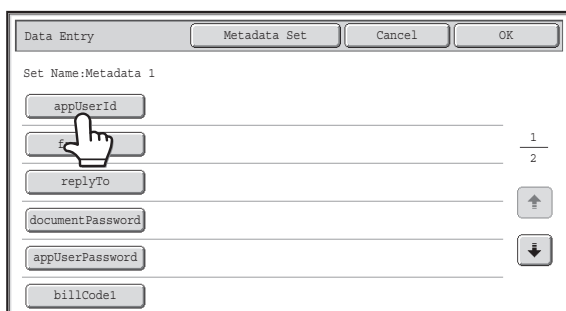 Data Entry Metadata Set Cancel OK
Set Name:Metadata 1
appUserId
1
2
replyTo
documentPassword
appUserPassword
billCode1